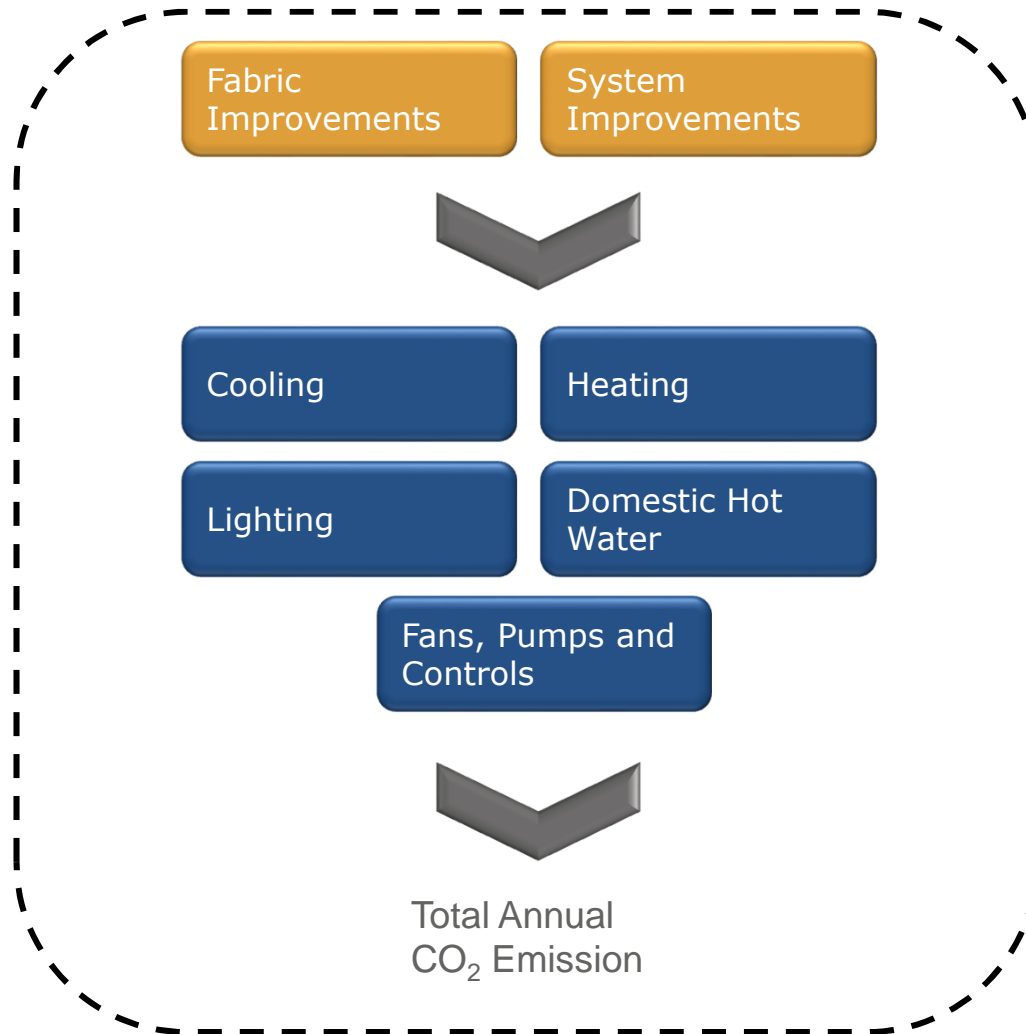 Fabric
Improvements
System
Improvements
Cooling
Heating
Lighting
Domestic Hot
Water
Fans, Pumps and
Controls
Total Annual
CO₂ Emission